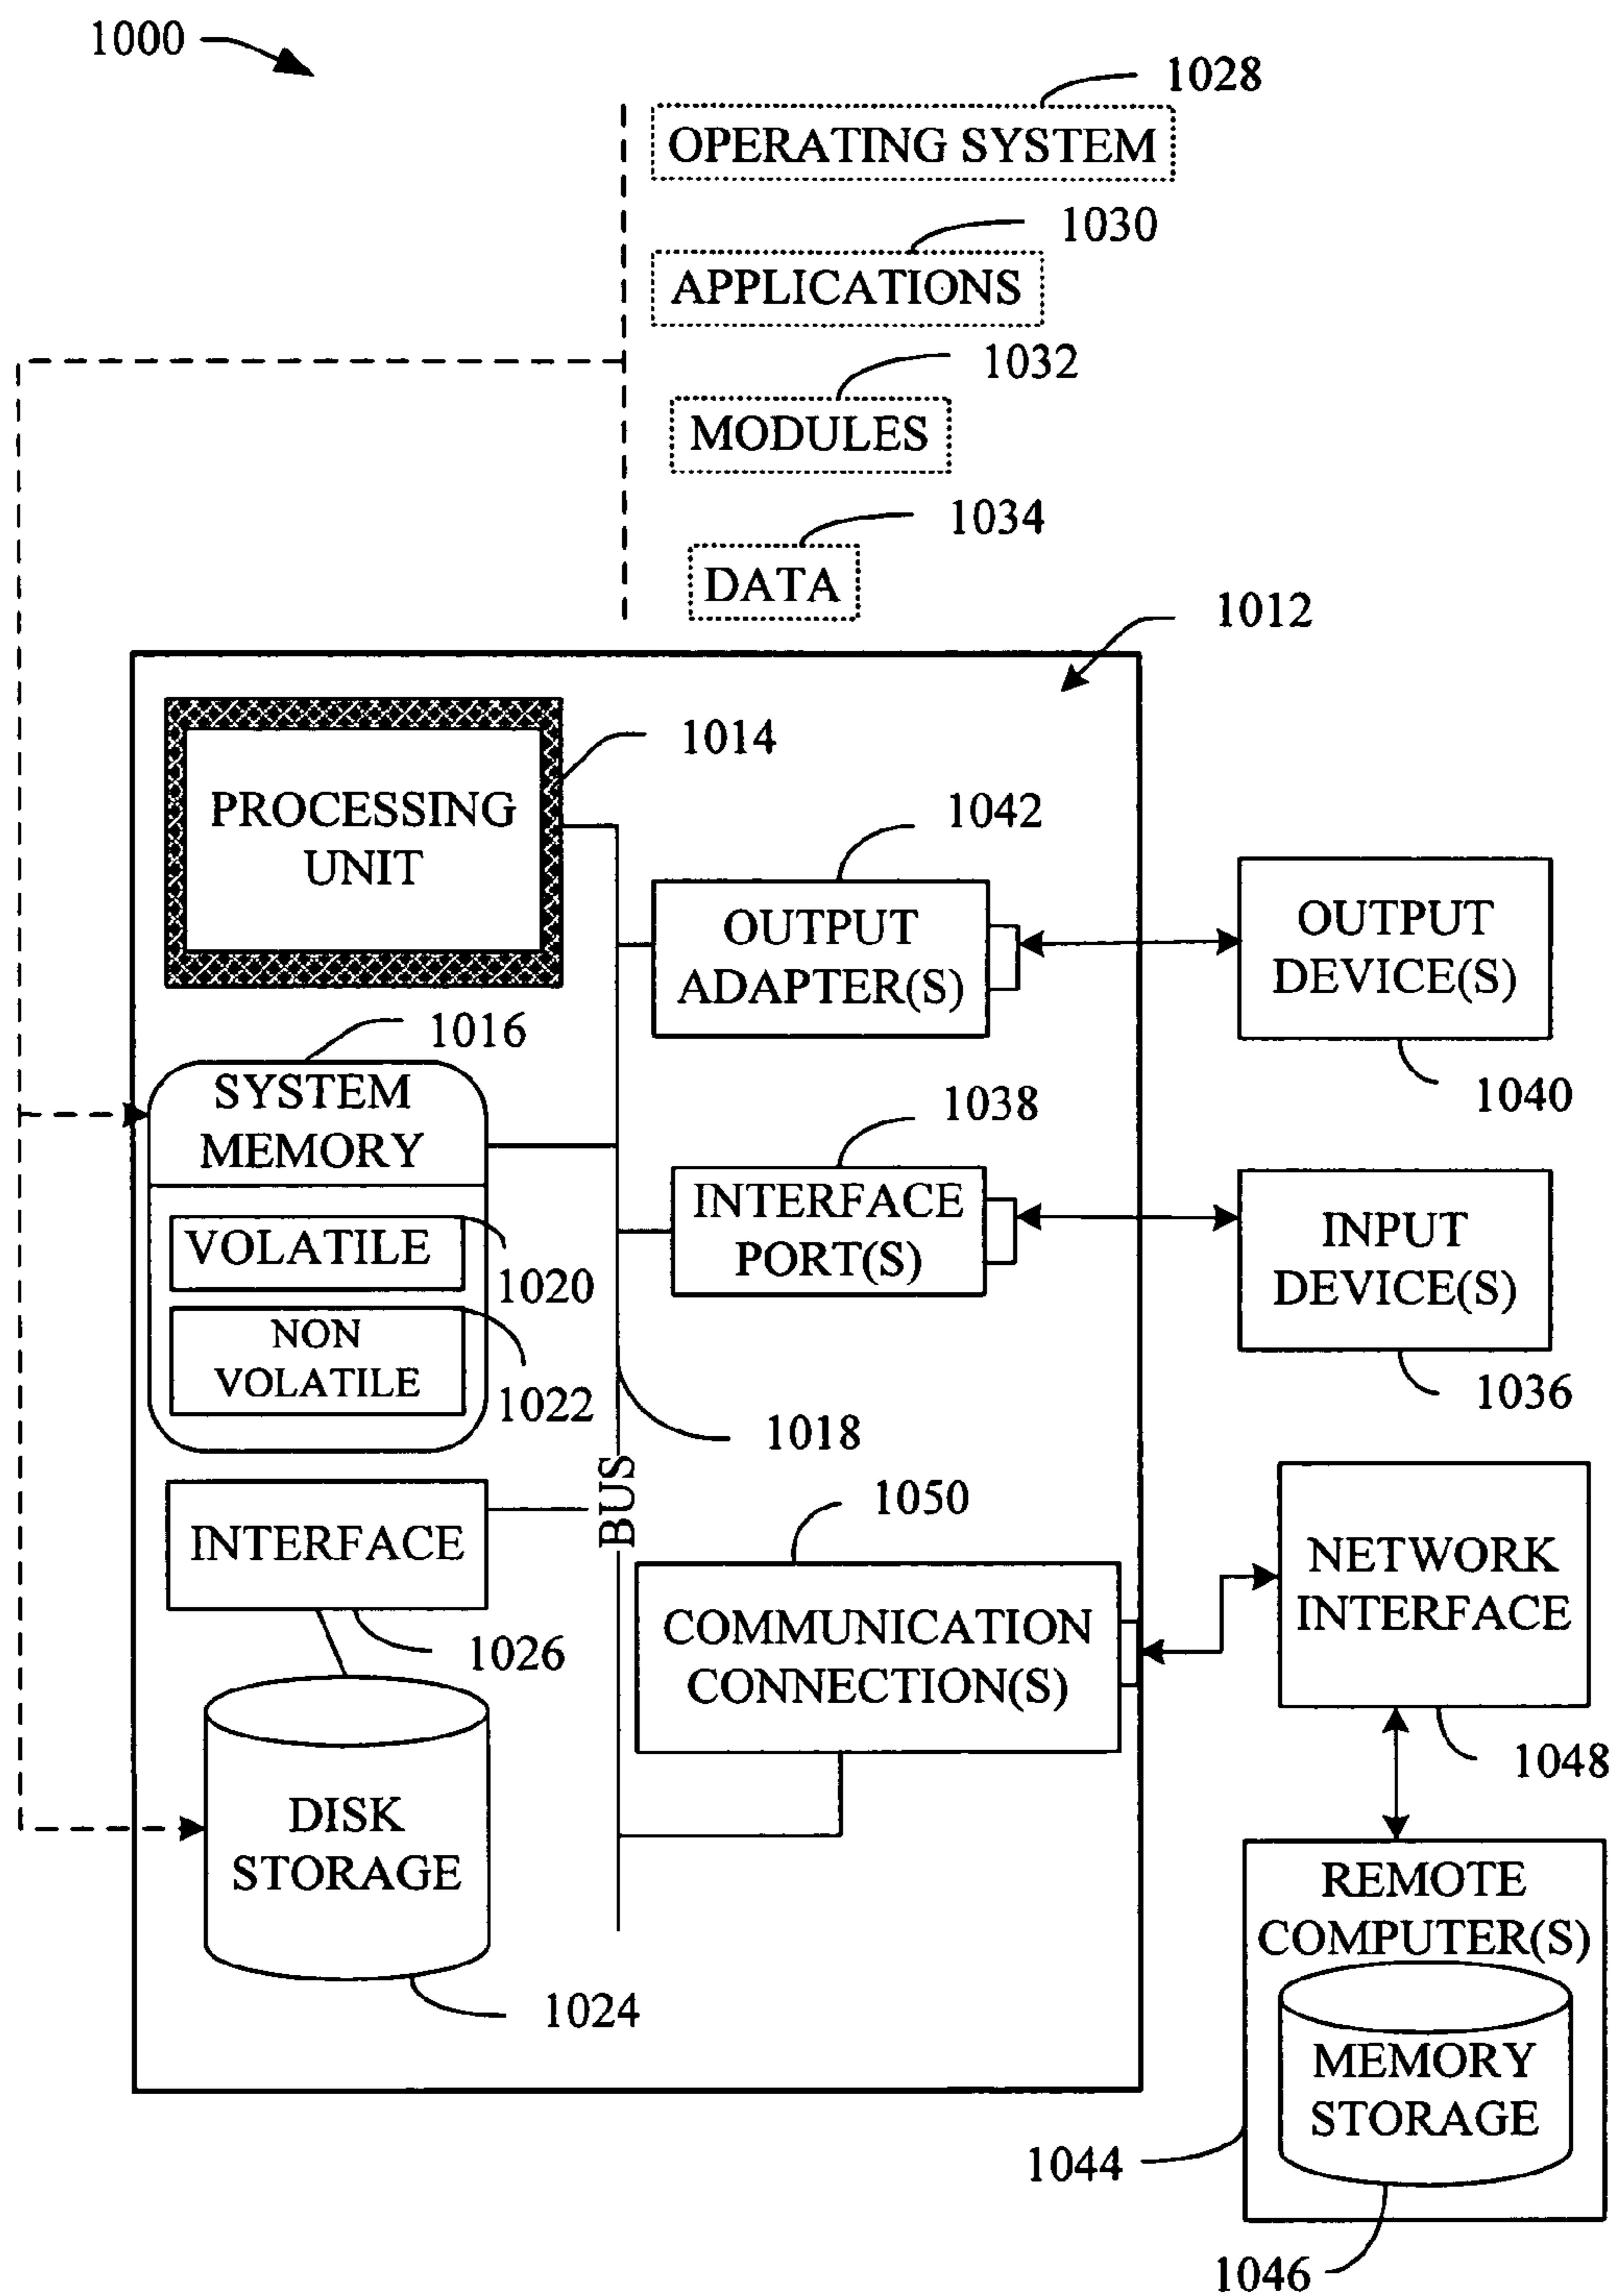 1000
1028
OPERATING SYSTEM
1030
APPLICATIONS
1032
MODULES
1034
DATA
1012
1014
PROCESSING
UNIT
1042
OUTPUT
ADAPTER(S)
OUTPUT
DEVICE(S)
1040
1016
SYSTEM
MEMORY
1038
INTERFACE
PORT(S)
INPUT
DEVICE(S)
1036
VOLATILE
1020
NON
VOLATILE
1022
1018
BUS
INTERFACE
1026
1050
COMMUNICATION
CONNECTION(S)
NETWORK
INTERFACE
1048
DISK
STORAGE
1024
REMOTE
COMPUTER(S)
MEMORY
STORAGE
1044
1046